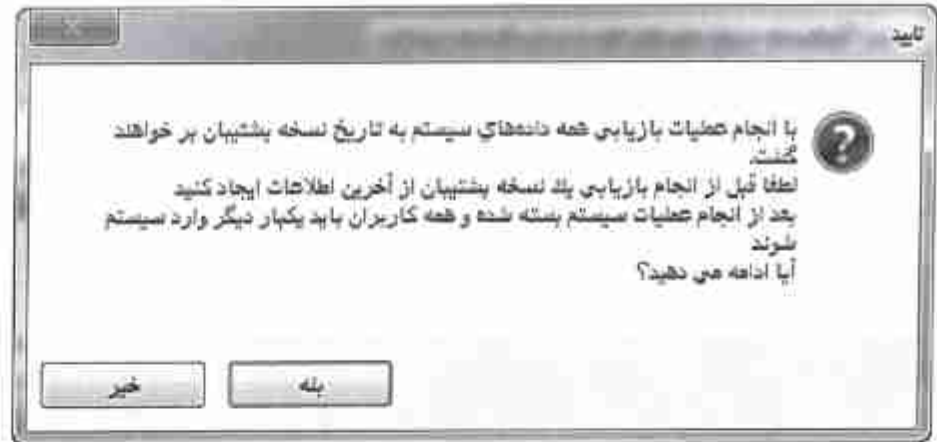 تایید
با انجام عملیات بازیابی همه داده‌های سیستم به تاریخ نسخه پشتیبان بر خواهند
گشت.
لطفا قبل از انجام بازیابی یك نسخه پشتیبان از آخرین اطلاعات ایجاد کنید
بعد از انجام عملیات سیستم بسته شده و همه کاربران باید یکبار دیگر وارد سیستم
شوند
آیا ادامه می دهید؟
بله
خیر